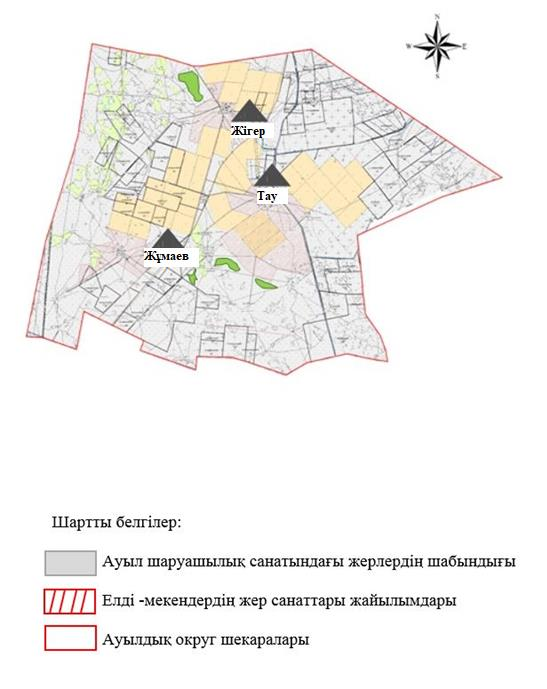 N
W E
S
Жігер
Тау
Жұмаев
Шартты белгілер:
Ауыл шаруашылық санатындағы жерлердің шабындығы
Елді -мекендердің жер санаттары жайылымдары
Ауылдық округ шекаралары